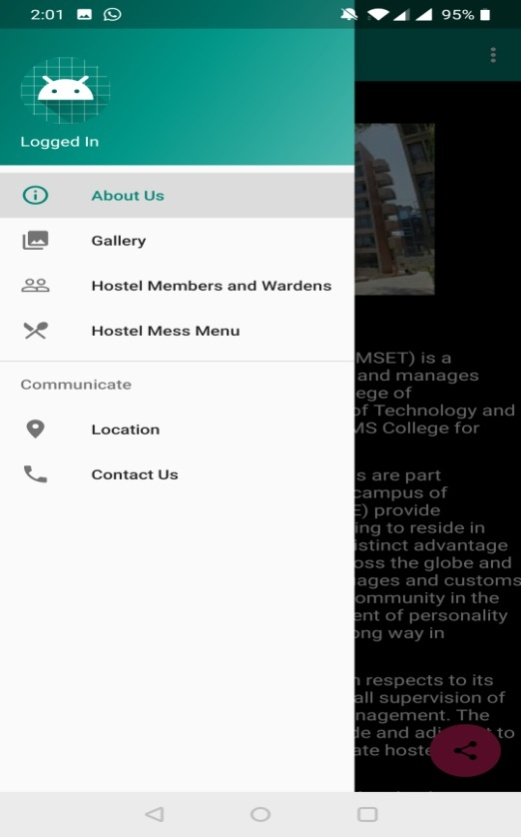 2:01
95%
Logged In
About Us
Gallery
Hostel Members and Wardens
Hostel Mess Menu
Communicate
Location
Contact Us
MSET) is a
and manages
ege of
of Technology and
MS College for
s are part
campus of
E) provide
ing to reside in
istinct advantage
oss the globe and
ages and customs
ommunity in the
ent of personality
ong way in
n respects to its
all supervision of
nagement. The
de and to
ate hoste